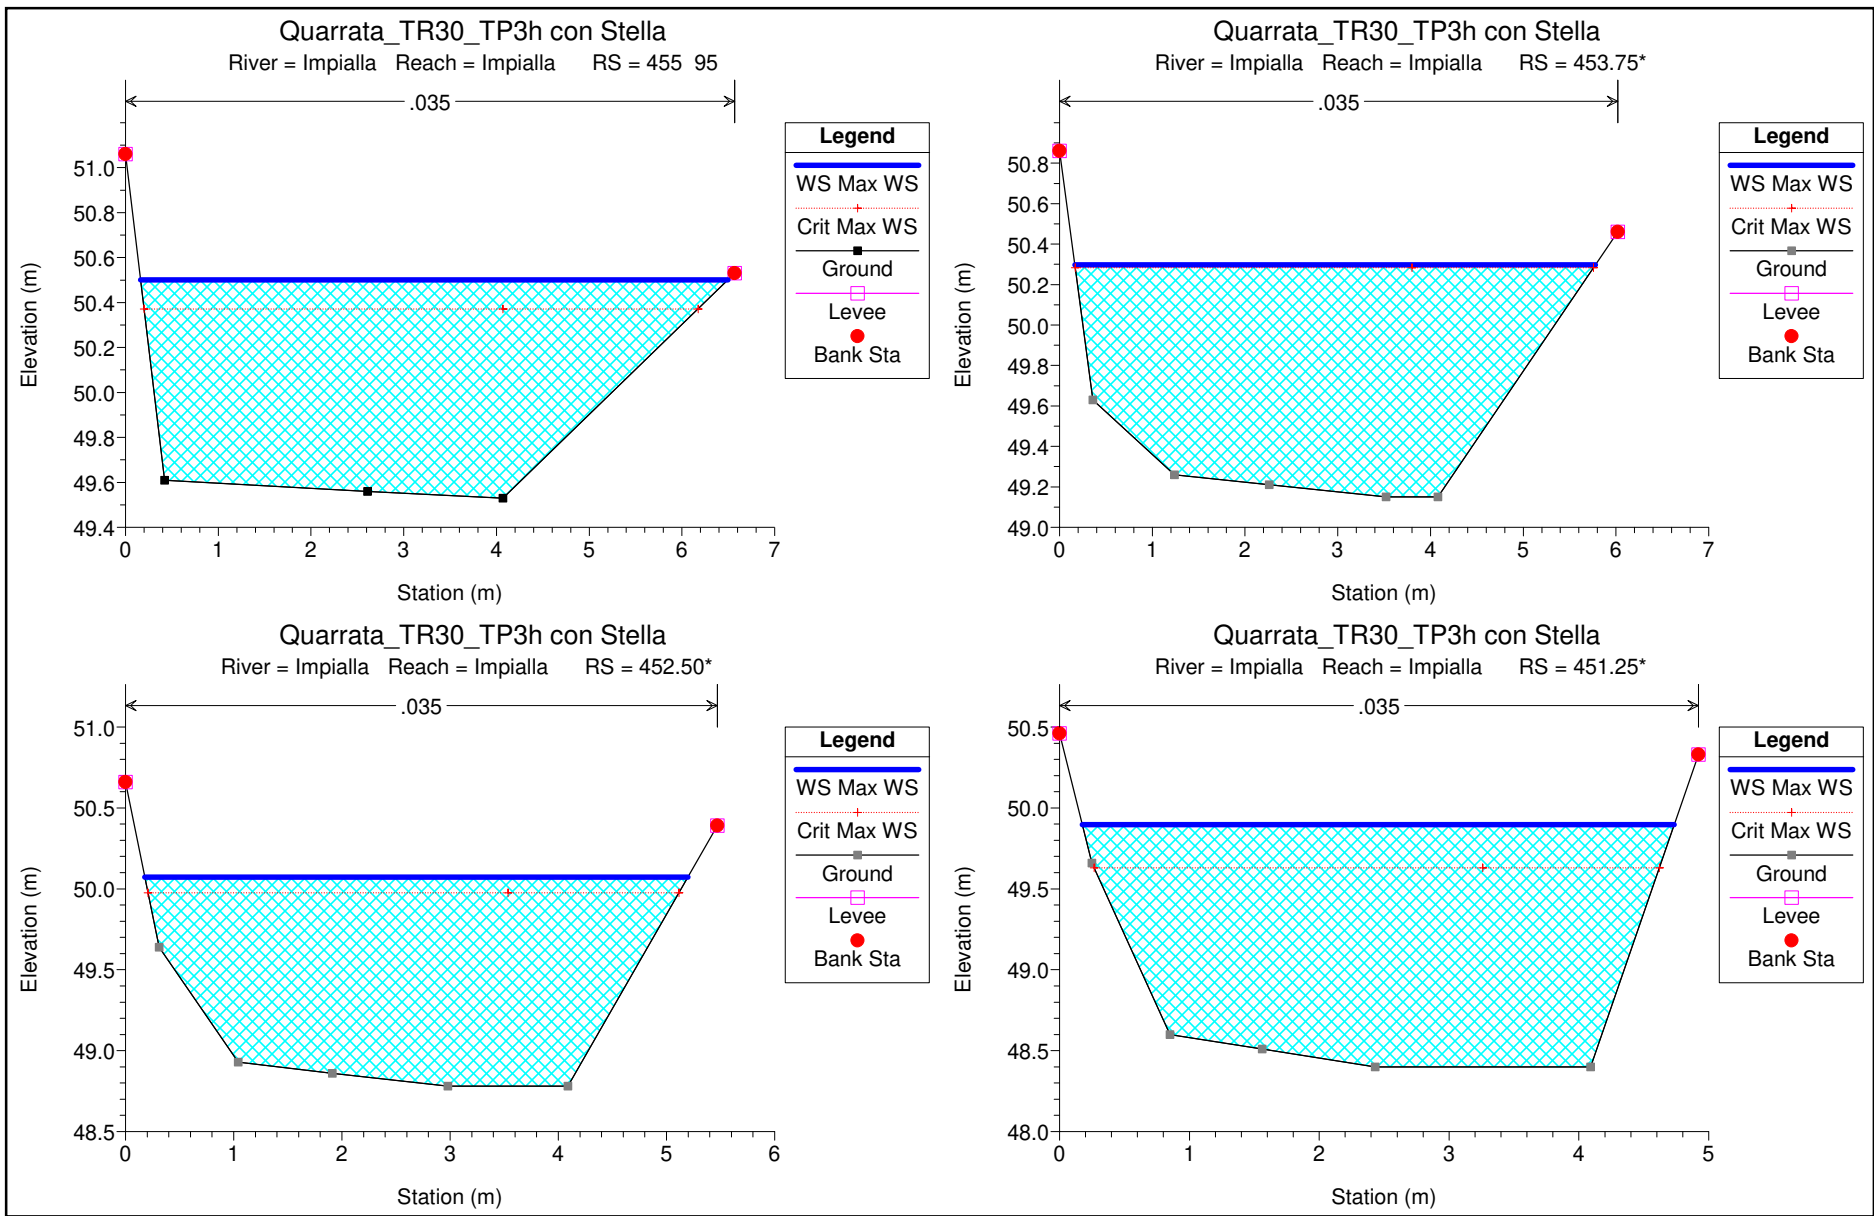 Quarrata_TR30_TP3h con Stella
River = Impialla Reach = Impialla RS = 455 95
.035
Legend
WS Max WS
Crit Max WS
Ground
Levee
Bank Sta
51.0
50.8
50.6
50.4
50.2
50.0
49.8
49.6
49.4
0 1 2 3 4 5 6 7
Elevation (m)
Station (m)
Quarrata_TR30_TP3h con Stella
River = Impialla Reach = Impialla RS = 453.75*
.035
Legend
WS Max WS
Crit Max WS
Ground
Levee
Bank Sta
50.8
50.6
50.4
50.2
50.0
49.8
49.6
49.4
49.2
49.0
0 1 2 3 4 5 6 7
Elevation (m)
Station (m)
Quarrata_TR30_TP3h con Stella
River = Impialla Reach = Impialla RS = 452.50*
.035
Legend
WS Max WS
Crit Max WS
Ground
Levee
Bank Sta
51.0
50.5
50.0
49.5
49.0
48.5
0 1 2 3 4 5 6
Elevation (m)
Station (m)
Quarrata_TR30_TP3h con Stella
River = Impialla Reach = Impialla RS = 451.25*
.035
Legend
WS Max WS
Crit Max WS
Ground
Levee
Bank Sta
50.5
50.0
49.5
49.0
48.5
48.0
0 1 2 3 4 5
Elevation (m)
Station (m)